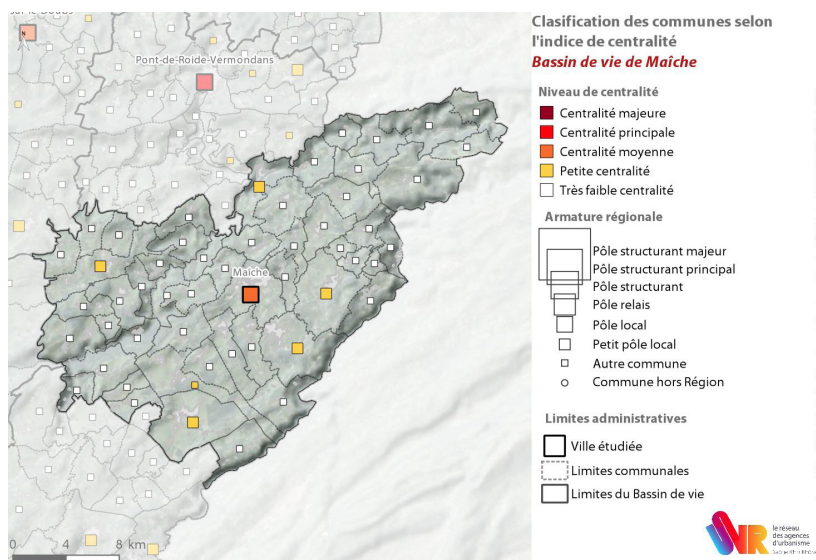 sur-le-Doubs
N
Pont-de-Roide-Vermondans
Maîche
0 4 8 km
Clasification des communes selon
l'indice de centralité
Bassin de vie de Maîche
Niveau de centralité
Centralité majeure
Centralité principale
Centralité moyenne
Petite centralité
Très faible centralité
Armature régionale
Pôle structurant majeur
Pôle structurant principal
Pôle structurant
Pôle relais
Pôle local
Petit pôle local
Autre commune
Commune hors Région
Limites administratives
Ville étudiée
Limites communales
Limites du Bassin de vie
le réseau
des agences
d'urbanisme